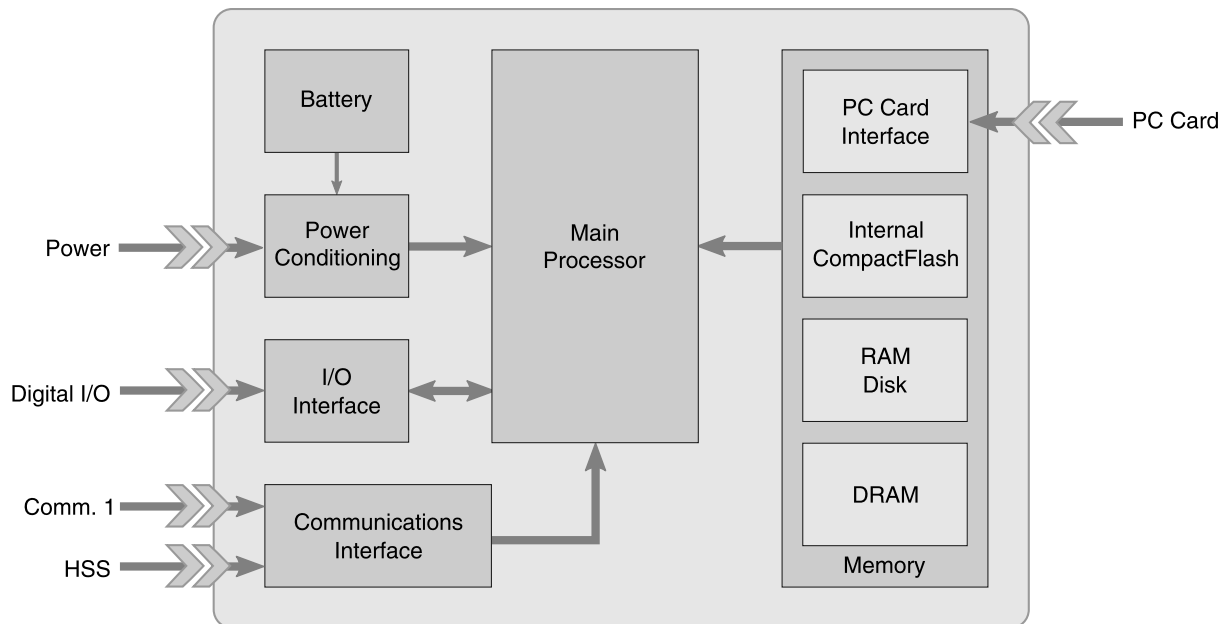 Battery
Power
Conditioning
Power
I/O
Interface
Digital I/O
Communications
Interface
Comm. 1
HSS
Main
Processor
PC Card
Interface
PC Card
Internal
CompactFlash
RAM
Disk
DRAM
Memory